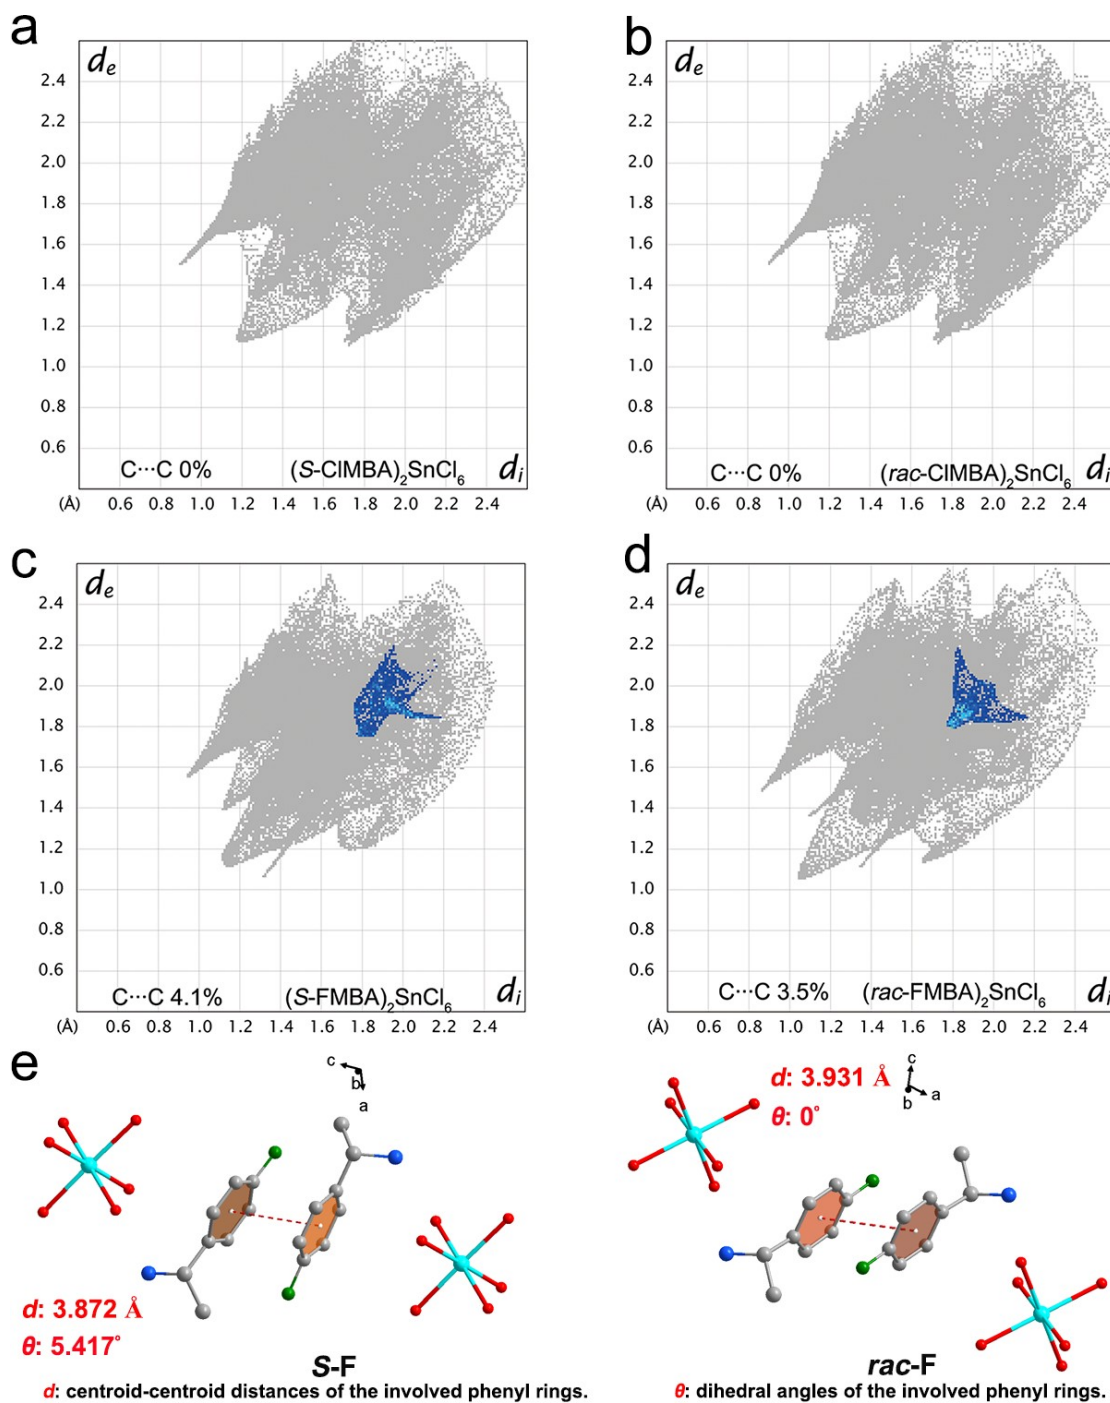 a
d_e
2.4
2.2
2.0
1.8
1.6
1.4
1.2
1.0
0.8
0.6
C···C 0% (S-ClMBA)₂SnCl₆ d_i
(Å) 0.6 0.8 1.0 1.2 1.4 1.6 1.8 2.0 2.2 2.4
b
d_e
2.4
2.2
2.0
1.8
1.6
1.4
1.2
1.0
0.8
0.6
C···C 0% (rac-ClMBA)₂SnCl₆ d_i
(Å) 0.6 0.8 1.0 1.2 1.4 1.6 1.8 2.0 2.2 2.4
c
d_e
2.4
2.2
2.0
1.8
1.6
1.4
1.2
1.0
0.8
0.6
C···C 4.1% (S-FMBA)₂SnCl₆ d_i
(Å) 0.6 0.8 1.0 1.2 1.4 1.6 1.8 2.0 2.2 2.4
d
d_e
2.4
2.2
2.0
1.8
1.6
1.4
1.2
1.0
0.8
0.6
C···C 3.5% (rac-FMBA)₂SnCl₆ d_i
(Å) 0.6 0.8 1.0 1.2 1.4 1.6 1.8 2.0 2.2 2.4
e
c
b
a
d: 3.872 Å
θ: 5.417°
S-F
c
b
a
d: 3.931 Å
θ: 0°
rac-F
d: centroid-centroid distances of the involved phenyl rings.
θ: dihedral angles of the involved phenyl rings.